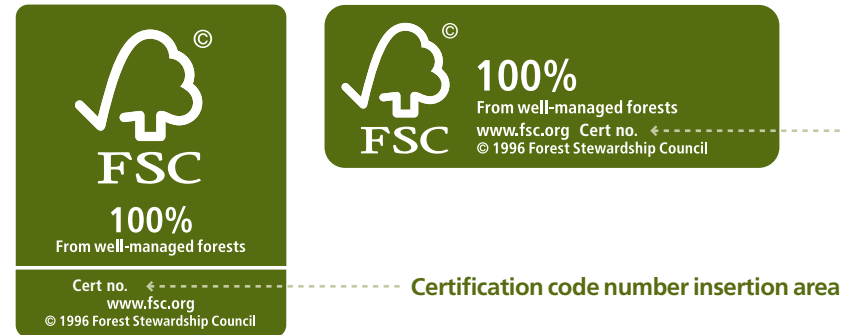 ©
FSC
100%
From well-managed forests
Cert no.
www.fsc.org
© 1996 Forest Stewardship Council
©
FSC
100%
From well-managed forests
www.fsc.org Cert no.
© 1996 Forest Stewardship Council
Certification code number insertion area